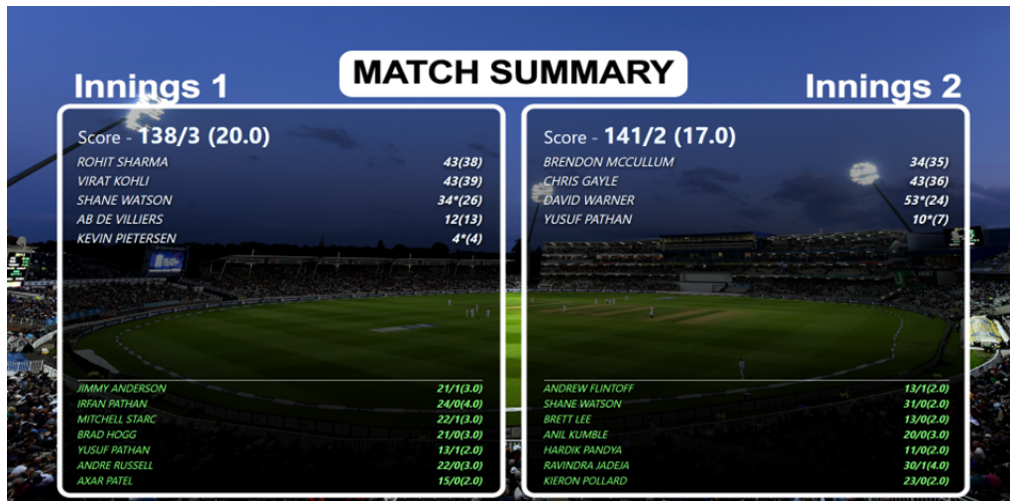 MATCH SUMMARY
Innings 1
Score - 138/3 (20.0)
ROHIT SHARMA 43(38)
VIRAT KOHLI 43(39)
SHANE WATSON 34*(26)
AB DE VILLIERS 12(13)
KEVIN PIETERSEN 4*(4)
JIMMY ANDERSON 21/1(3.0)
IRFAN PATHAN 24/0(4.0)
MITCHELL STARC 22/1(3.0)
BRAD HOGG 21/0(3.0)
YUSUF PATHAN 13/1(2.0)
ANDRE RUSSELL 22/0(3.0)
AXAR PATEL 15/0(2.0)
Innings 2
Score - 141/2 (17.0)
BRENDON MCCULLUM 34(35)
CHRIS GAYLE 43(36)
DAVID WARNER 53*(24)
YUSUF PATHAN 10*(7)
ANDREW FLINTOFF 13/1(2.0)
SHANE WATSON 31/0(2.0)
BRETT LEE 13/0(2.0)
ANIL KUMBLE 20/0(3.0)
HARDIK PANDYA 11/0(2.0)
RAVINDRA JADEJA 30/1(4.0)
KIERON POLLARD 23/0(2.0)